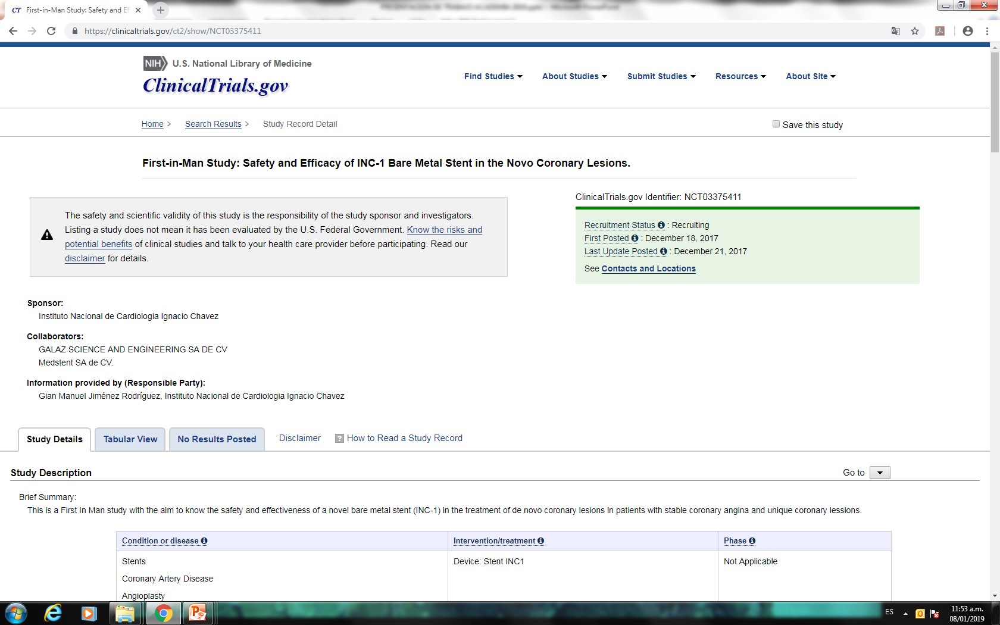 CT First-in-Man Study: Safety and Ef
https://clinicaltrials.gov/ct2/show/NCT03375411
NIH U.S. National Library of Medicine
ClinicalTrials.gov
Find Studies About Studies Submit Studies Resources About Site
Home > Search Results > Study Record Detail
Save this study
First-in-Man Study: Safety and Efficacy of INC-1 Bare Metal Stent in the Novo Coronary Lesions.
The safety and scientific validity of this study is the responsibility of the study sponsor and investigators.
Listing a study does not mean it has been evaluated by the U.S. Federal Government. Know the risks and
potential benefits of clinical studies and talk to your health care provider before participating. Read our
disclaimer for details.
ClinicalTrials.gov Identifier: NCT03375411
Recruitment Status : Recruiting
First Posted : December 18, 2017
Last Update Posted : December 21, 2017
See Contacts and Locations
Sponsor:
Instituto Nacional de Cardiologia Ignacio Chavez
Collaborators:
GALAZ SCIENCE AND ENGINEERING SA DE CV
Medstent SA de CV.
Information provided by (Responsible Party):
Gian Manuel Jiménez Rodríguez, Instituto Nacional de Cardiologia Ignacio Chavez
Study Details Tabular View No Results Posted Disclaimer ? How to Read a Study Record
Study Description
Go to
Brief Summary:
This is a First In Man study with the aim to know the safety and effectiveness of a novel bare metal stent (INC-1) in the treatment of de novo coronary lesions in patients with stable coronary angina and unique coronary lessions.
Condition or disease Intervention/treatment Phase
Stents Device: Stent INC1 Not Applicable
Coronary Artery Disease
Angioplasty
ES
11:53 a.m.
08/01/2019